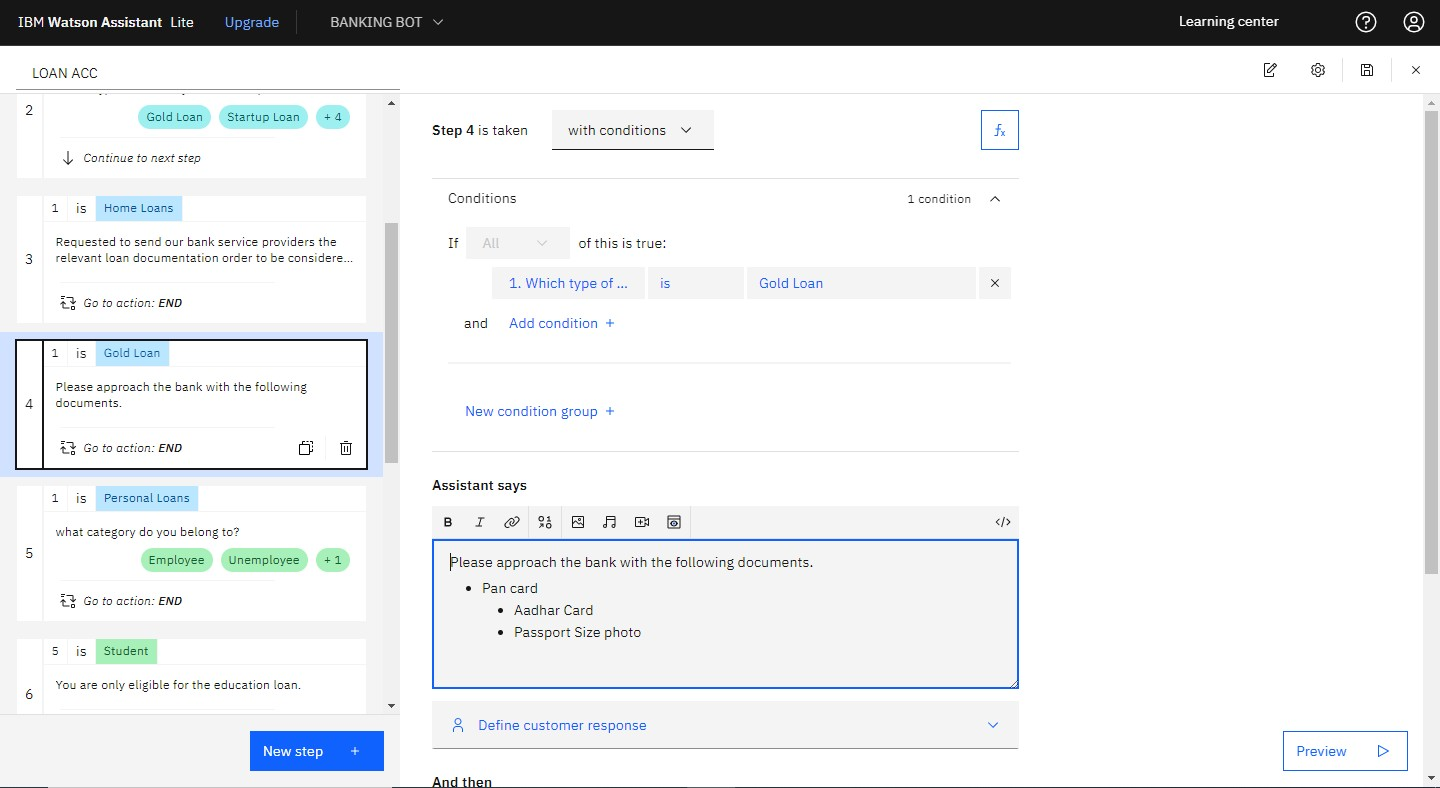 IBM Watson Assistant Lite Upgrade BANKING BOT Learning center
LOAN ACC
2
Gold Loan Startup Loan + 4
Continue to next step
1 is Home Loans
3
Requested to send our bank service providers the
relevant loan documentation order to be considere...
Go to action: END
1 is Gold Loan
4
Please approach the bank with the following
documents.
Go to action: END
1 is Personal Loans
5
what category do you belong to?
Employee Unemployee + 1
Go to action: END
5 is Student
6
You are only eligible for the education loan.
New step +
Step 4 is taken with conditions fx
Conditions 1 condition
If All of this is true:
1. Which type of ... is Gold Loan ×
and Add condition +
New condition group +
Assistant says
B I </>
Please approach the bank with the following documents.
• Pan card
• Aadhar Card
• Passport Size photo
Define customer response
And then
Preview